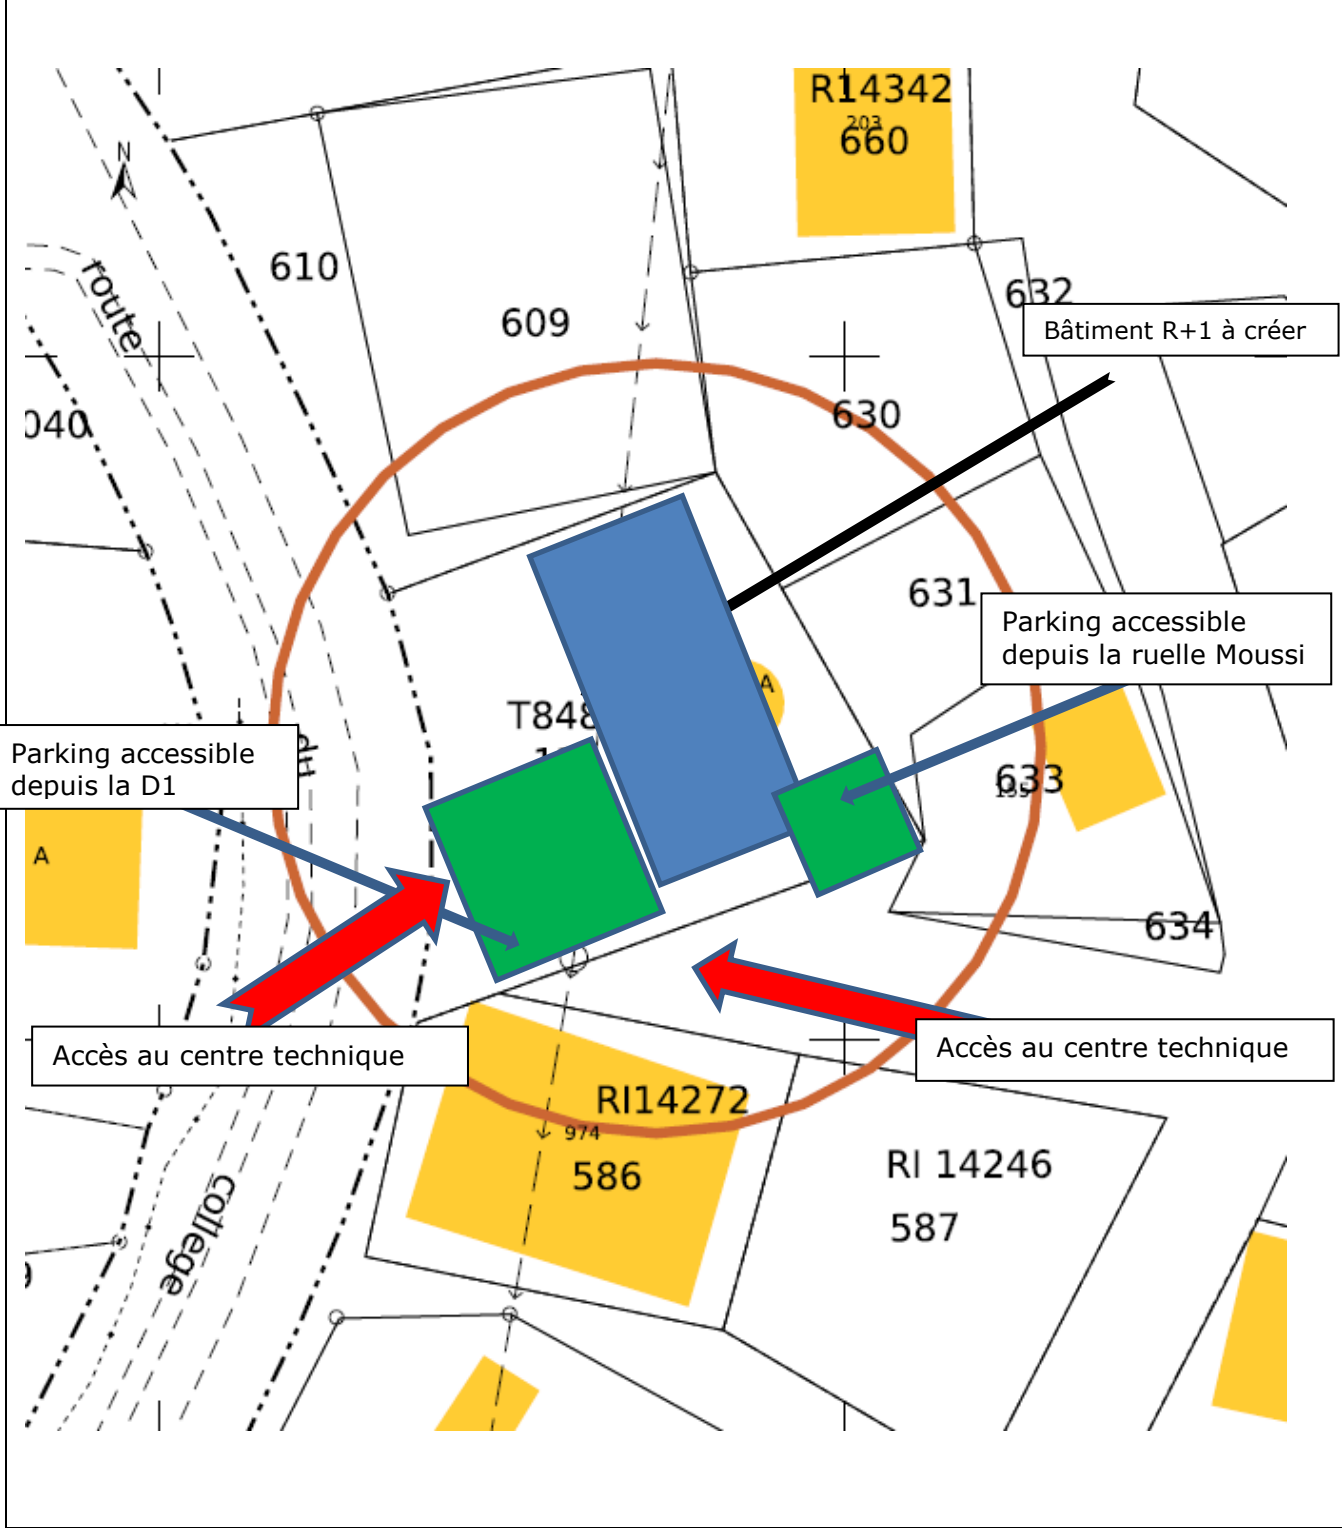 R14342
203
660
N
610
632
route
609
Bâtiment R+1 à créer
040
630
631
Parking accessible
depuis la ruelle Moussi
A
T848
du
Parking accessible
depuis la D1
633
A
634
Accès au centre technique
Accès au centre technique
RI14272
974
586
RI 14246
587
college